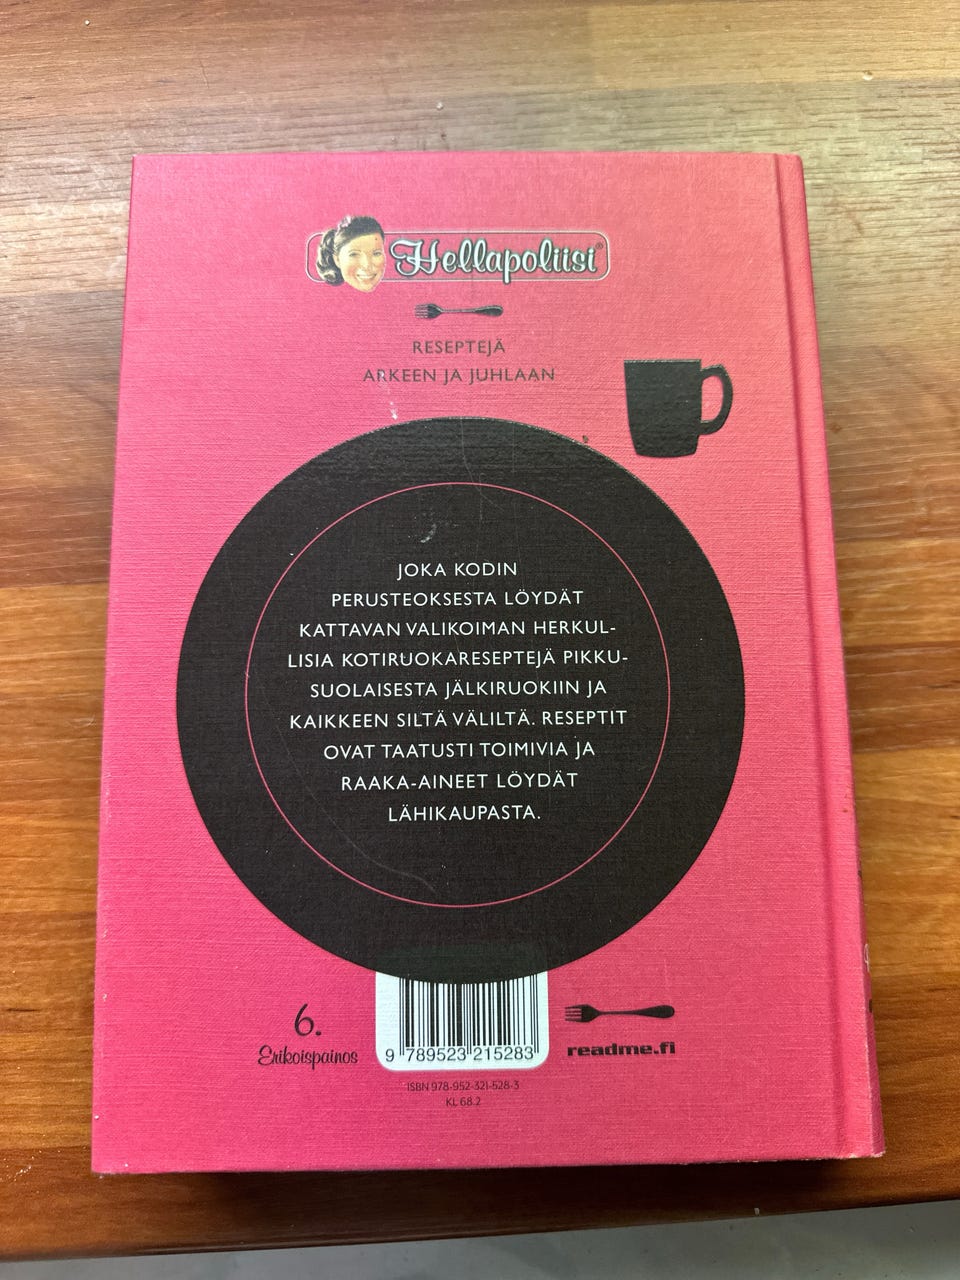 Hellapoliisi®
RESEPTEJÄ
ARKEEN JA JUHLAAN
JOKA KODIN
PERUSTEOKSESTA LÖYDÄT
KATTAVAN VALIKOIMAN HERKUL-
LISIA KOTIRUOKARESEPTEJÄ PIKKU-
SUOLAISESTA JÄLKIRUOKIIN JA
KAIKKEEN SILTÄ VÄLILTÄ. RESEPTIT
OVAT TAATUSTI TOIMIVIA JA
RAAKA-AINEET LÖYDÄT
LÄHIKAUPASTA.
6.
Erikoispainos
9 789523 215283
readme.fi
ISBN 978-952-321-528-3
KL 68.2